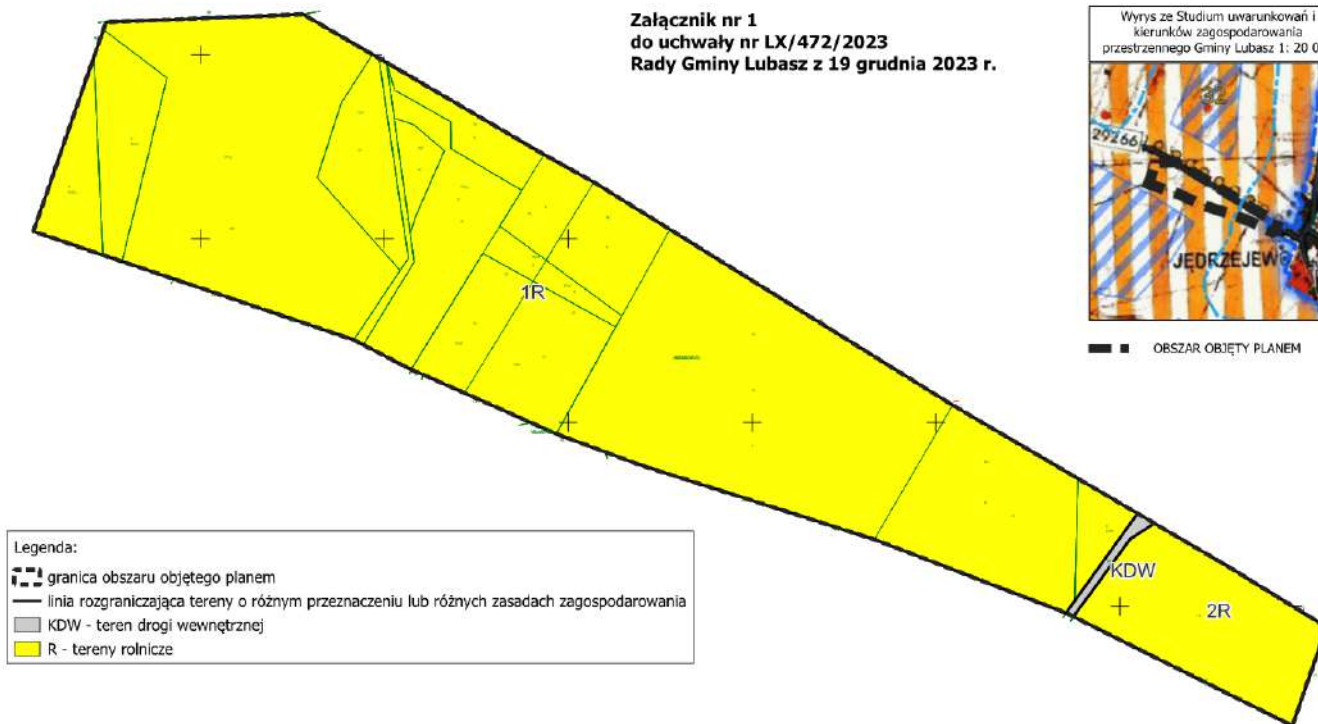 Załącznik nr 1
do uchwały nr LX/472/2023
Rady Gminy Lubasz z 19 grudnia 2023 r.
Wyrys ze Studium uwarunkowań i
kierunków zagospodarowania
przestrzennego Gminy Lubasz 1: 20 0
32
29266
JĘDRZEJEWO
OBSZAR OBJĘTY PLANEM
1R
KDW
2R
Legenda:
granica obszaru objętego planem
linia rozgraniczająca tereny o różnym przeznaczeniu lub różnych zasadach zagospodarowania
KDW - teren drogi wewnętrznej
R - tereny rolnicze